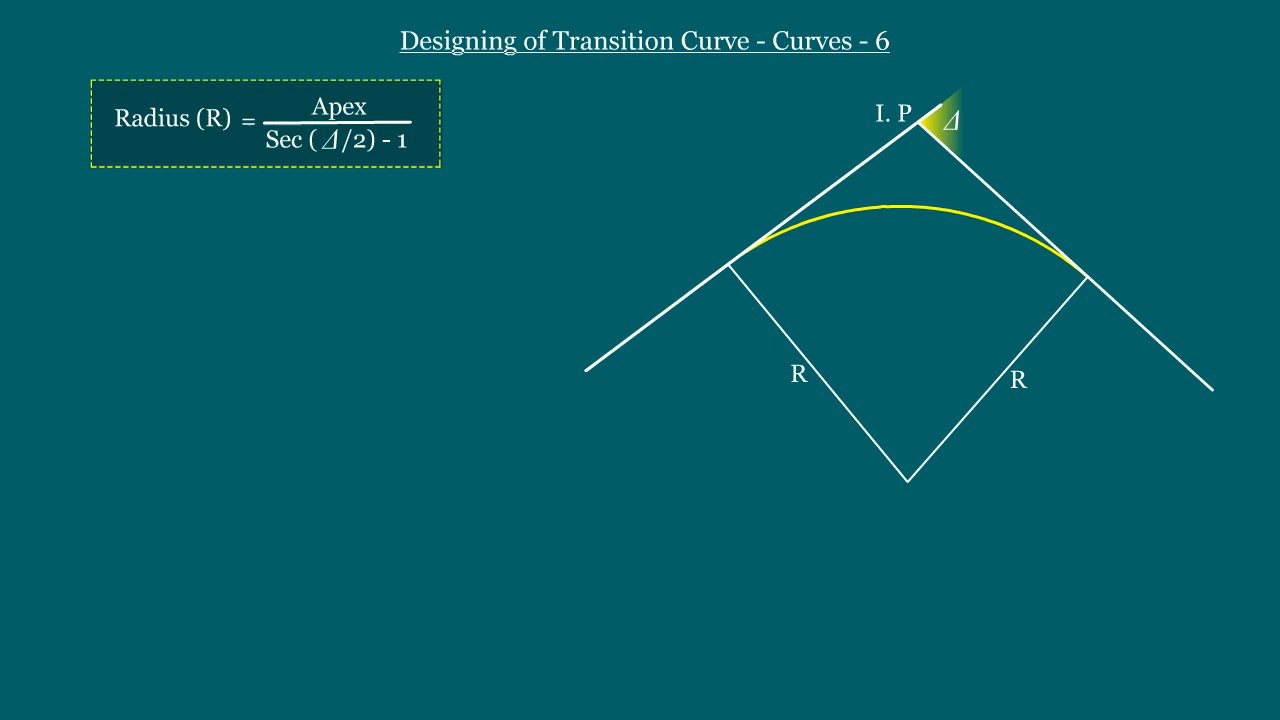 Designing of Transition Curve - Curves - 6
Radius (R) = Apex
Sec (Δ/2) - 1
I. P
Δ
R
R